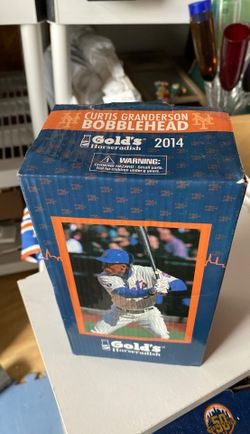 CURTIS GRANDERSON
BOBBLEHEAD
Gold's
Horseradish
2014
WARNING:
CHOKING HAZARD. Small parts.
Not for children under 3 years.
Gold's
Horseradish
50